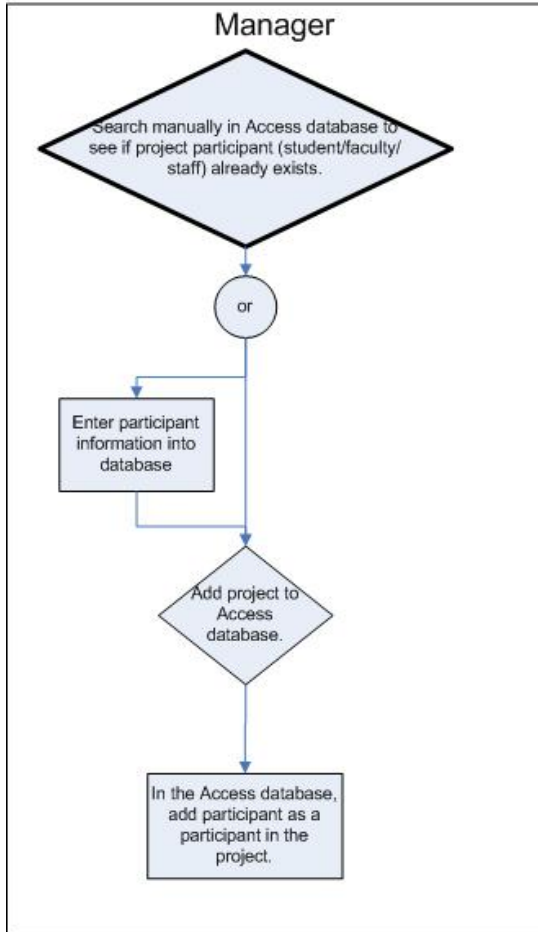 Manager
Search manually in Access database to
see if project participant (student/faculty/
staff) already exists.
or
Enter participant
information into
database
Add project to
Access
database.
In the Access database,
add participant as a
participant in the
project.